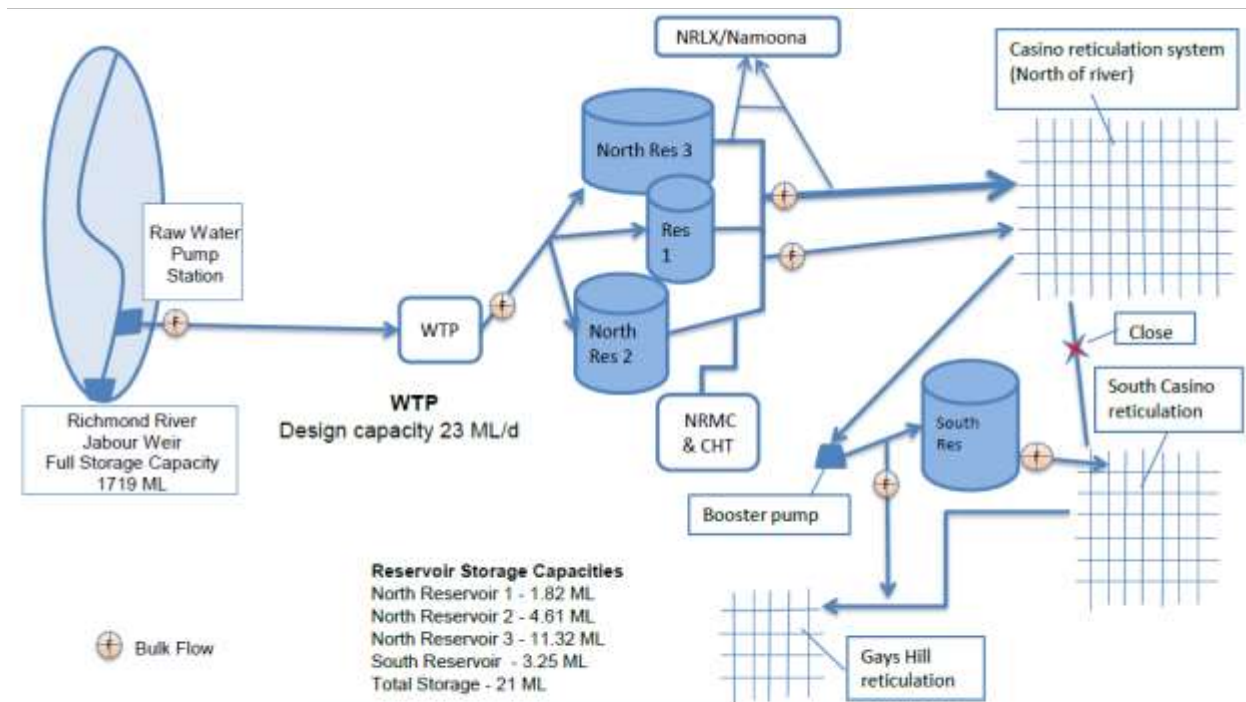 NRLX/Namoona
Casino reticulation system
(North of river)
North Res 3
Raw Water
Pump
Station
Res
1
F
F
F
F
WTP
North
Res 2
Close
Richmond River
Jabour Weir
Full Storage Capacity
1719 ML
WTP
Design capacity 23 ML/d
NRMC
& CHT
South
Res
South Casino
reticulation
F
F
Booster pump
Reservoir Storage Capacities
North Reservoir 1 - 1.82 ML
North Reservoir 2 - 4.61 ML
North Reservoir 3 - 11.32 ML
South Reservoir - 3.25 ML
Total Storage - 21 ML
F
Bulk Flow
Gays Hill
reticulation